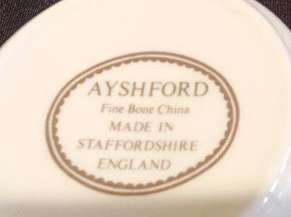 AYSHFORD
Fine Bone China
MADE IN
STAFFORDSHIRE
ENGLAND